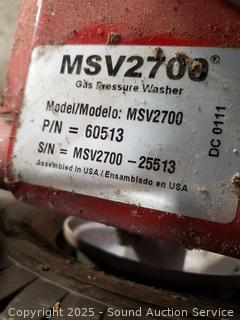 MSV2700®
Gas Pressure Washer
Model/Modelo: MSV2700
P/N = 60513
S/N = MSV2700 -25513
Assembled in USA / Ensamblado en USA
DC 0111
Copyright 2025 - Sound Auction Service